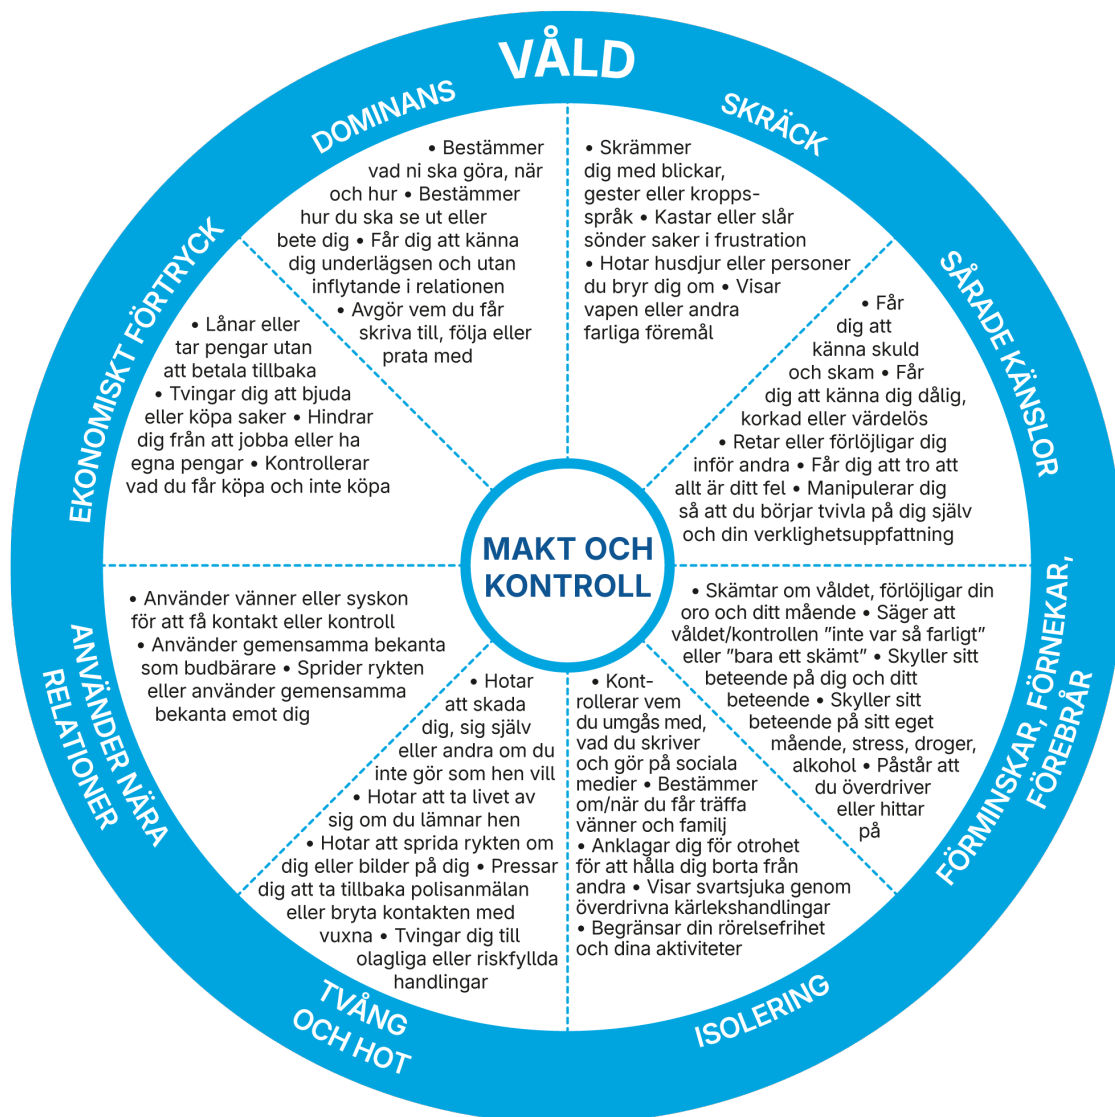 VÅLD
SKRÄCK
• Skrämmer
dig med blickar,
gester eller kropps-
språk • Kastar eller slår
sönder saker i frustration
• Hotar husdjur eller personer
du bryr dig om • Visar
vapen eller andra
farliga föremål
SÅRADE KÄNSLOR
• Får
dig att
känna skuld
och skam • Får
dig att känna dig dålig,
korkad eller värdelös
• Retar eller förlöjligar dig
inför andra • Får dig att tro att
allt är ditt fel • Manipulerar dig
så att du börjar tvivla på dig själv
och din verklighetsuppfattning
FÖRMINSKAR, FÖRNEKAR,
FÖREBRÅR
• Skämtar om våldet, förlöjligar din
oro och ditt mående • Säger att
våldet/kontrollen ”inte var så farligt”
eller ”bara ett skämt” • Skyller sitt
beteende på dig och ditt
beteende • Skyller sitt
beteende på sitt eget
mående, stress, droger,
alkohol • Påstår att
du överdriver
eller hittar
på
ISOLERING
• Kont-
rollerar vem
du umgås med,
vad du skriver
och gör på sociala
medier • Bestämmer
om/när du får träffa
vänner och familj
• Anklagar dig för otrohet
för att hålla dig borta från
andra • Visar svartsjuka genom
överdrivna kärlekshandlingar
• Begränsar din rörelsefrihet
och dina aktiviteter
TVÅNG
OCH HOT
• Hotar
att skada
dig, sig själv
eller andra om du
inte gör som hen vill
• Hotar att ta livet av
sig om du lämnar hen
• Hotar att sprida rykten om
dig eller bilder på dig • Pressar
dig att ta tillbaka polisanmälan
eller bryta kontakten med
vuxna • Tvingar dig till
olagliga eller riskfyllda
handlingar
ANVÄNDER NÄRA
RELATIONER
• Använder vänner eller syskon
för att få kontakt eller kontroll
• Använder gemensamma bekanta
som budbärare • Sprider rykten
eller använder gemensamma
bekanta emot dig
EKONOMISKT FÖRTRYCK
• Lånar eller
tar pengar utan
att betala tillbaka
• Tvingar dig att bjuda
eller köpa saker • Hindrar
dig från att jobba eller ha
egna pengar • Kontrollerar
vad du får köpa och inte köpa
DOMINANS
• Bestämmer
vad ni ska göra, när
och hur • Bestämmer
hur du ska se ut eller
bete dig • Får dig att känna
dig underlägsen och utan
inflytande i relationen
• Avgör vem du får
skriva till, följa eller
prata med
MAKT OCH
KONTROLL